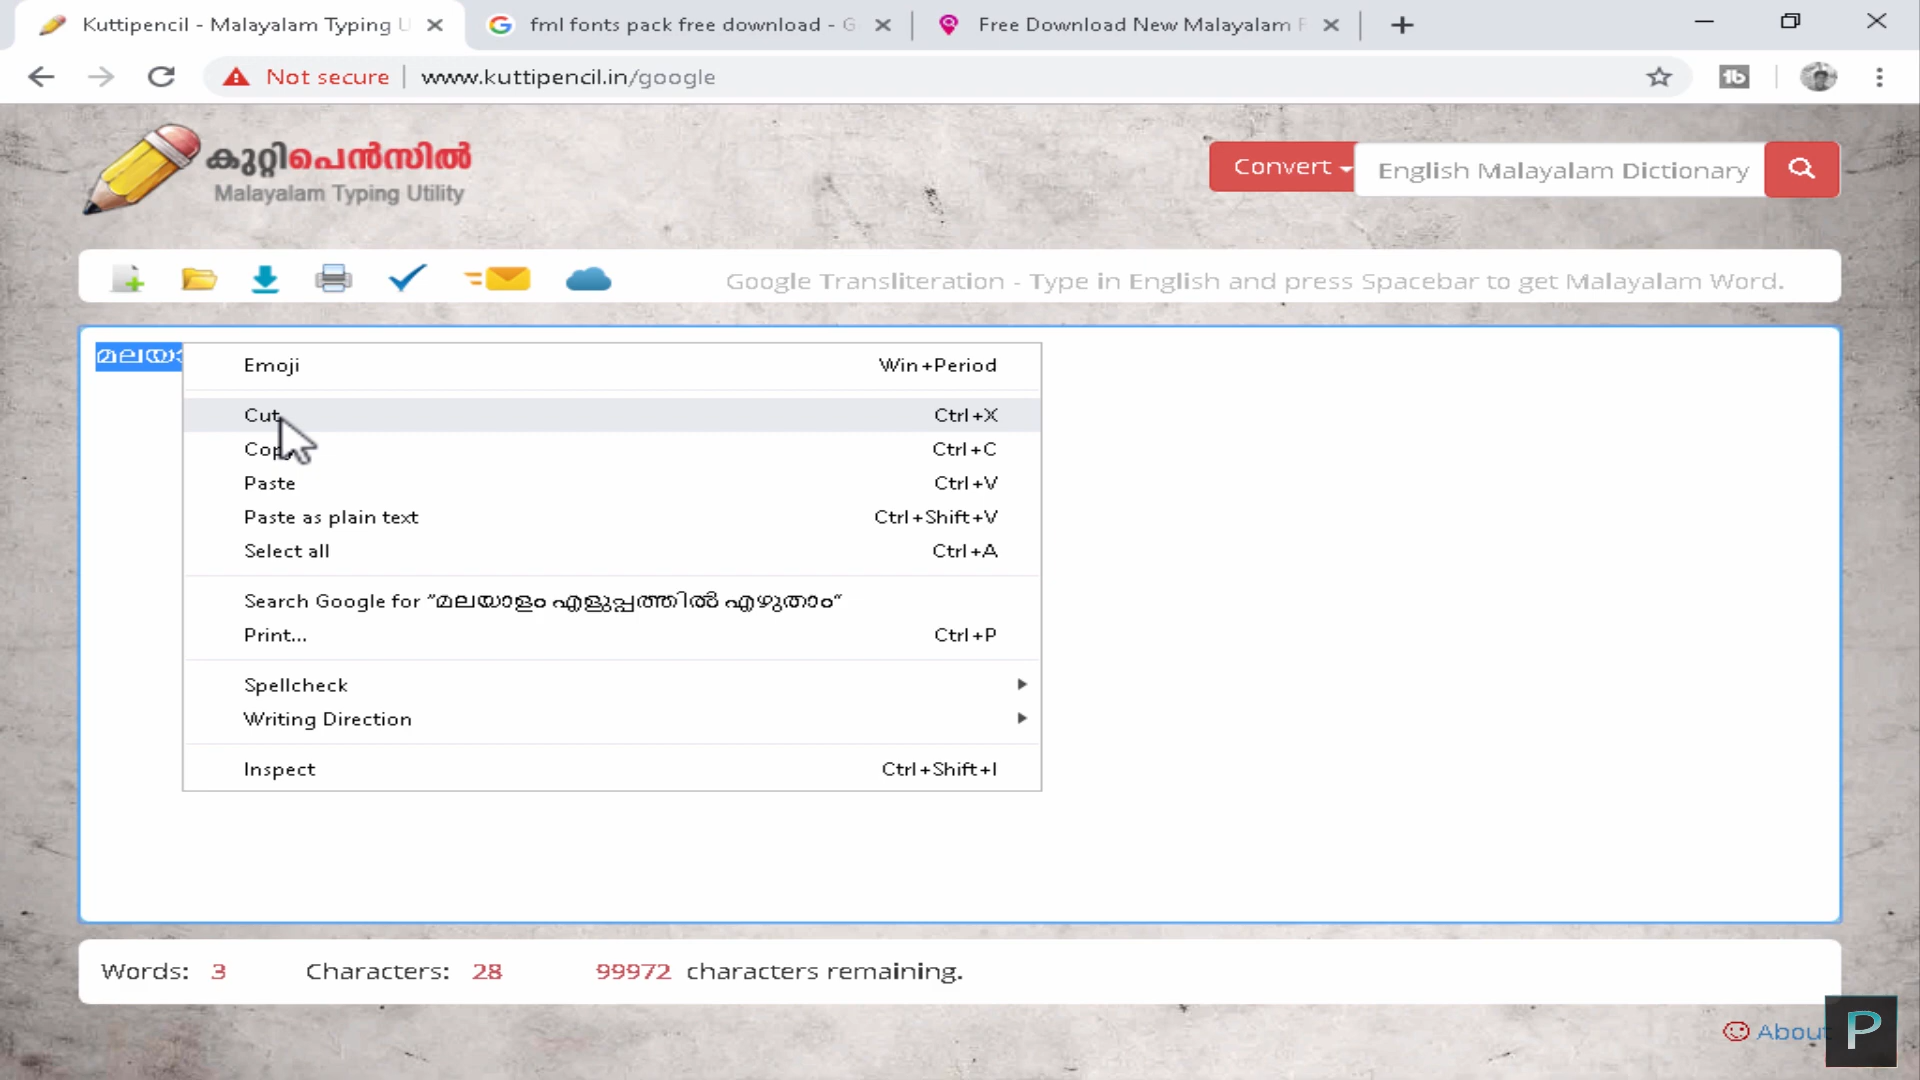 Kuttipencil - Malayalam Typing U
fml fonts pack free download - G
Free Download New Malayalam F
Not secure
www.kuttipencil.in/google
കുറ്റിപെൻസിൽ
Malayalam Typing Utility
Convert
English Malayalam Dictionary
Google Transliteration - Type in English and press Spacebar to get Malayalam Word.
മലയാ
Emoji Win+Period
Cut Ctrl+X
Copy Ctrl+C
Paste Ctrl+V
Paste as plain text Ctrl+Shift+V
Select all Ctrl+A
Search Google for "മലയാളം എളുപ്പത്തിൽ എഴുതാം"
Print... Ctrl+P
Spellcheck
Writing Direction
Inspect Ctrl+Shift+I
Words: 3 Characters: 28 99972 characters remaining.
About
P